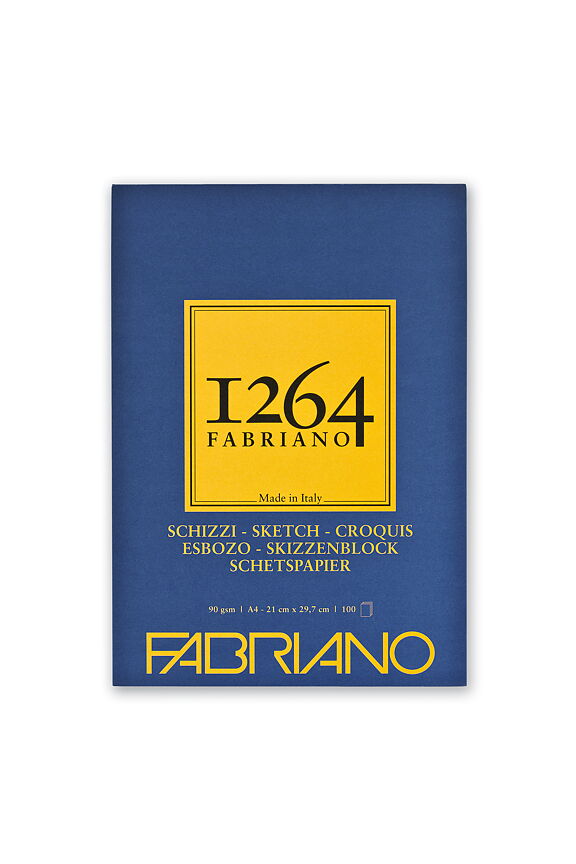 1264
FABRIANO
Made in Italy
SCHIZZI - SKETCH - CROQUIS
ESBOZO - SKIZZENBLOCK
SCHETSPAPIER
90 gsm | A4 - 21 cm x 29,7 cm | 100
FABRIANO